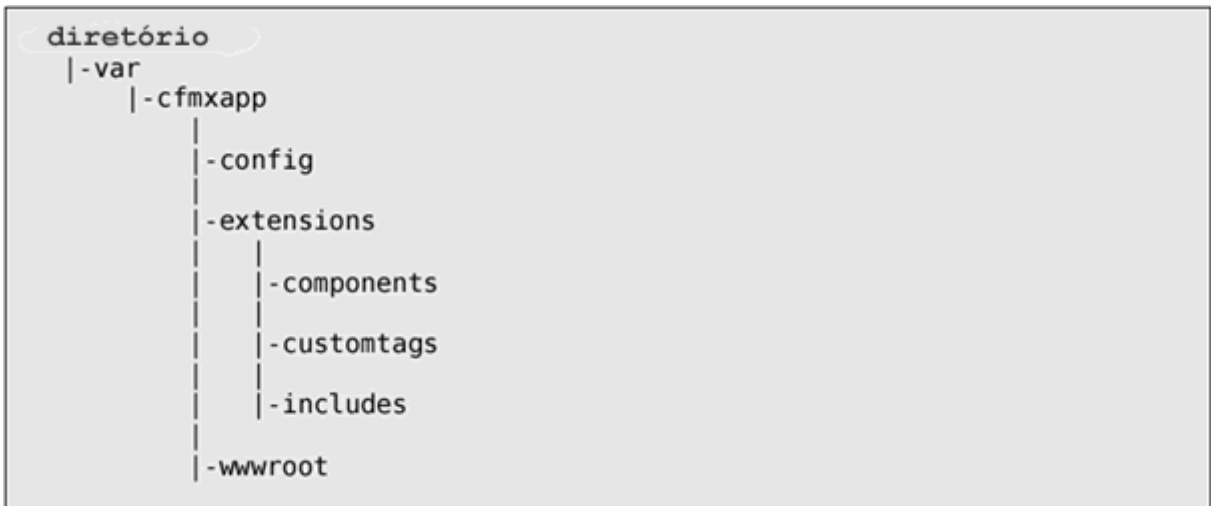 diretório
|-var
|-cfmxapp
|
|-config
|
|-extensions
| |
| |-components
| |
| |-customtags
| |
| |-includes
|
|-wwwroot